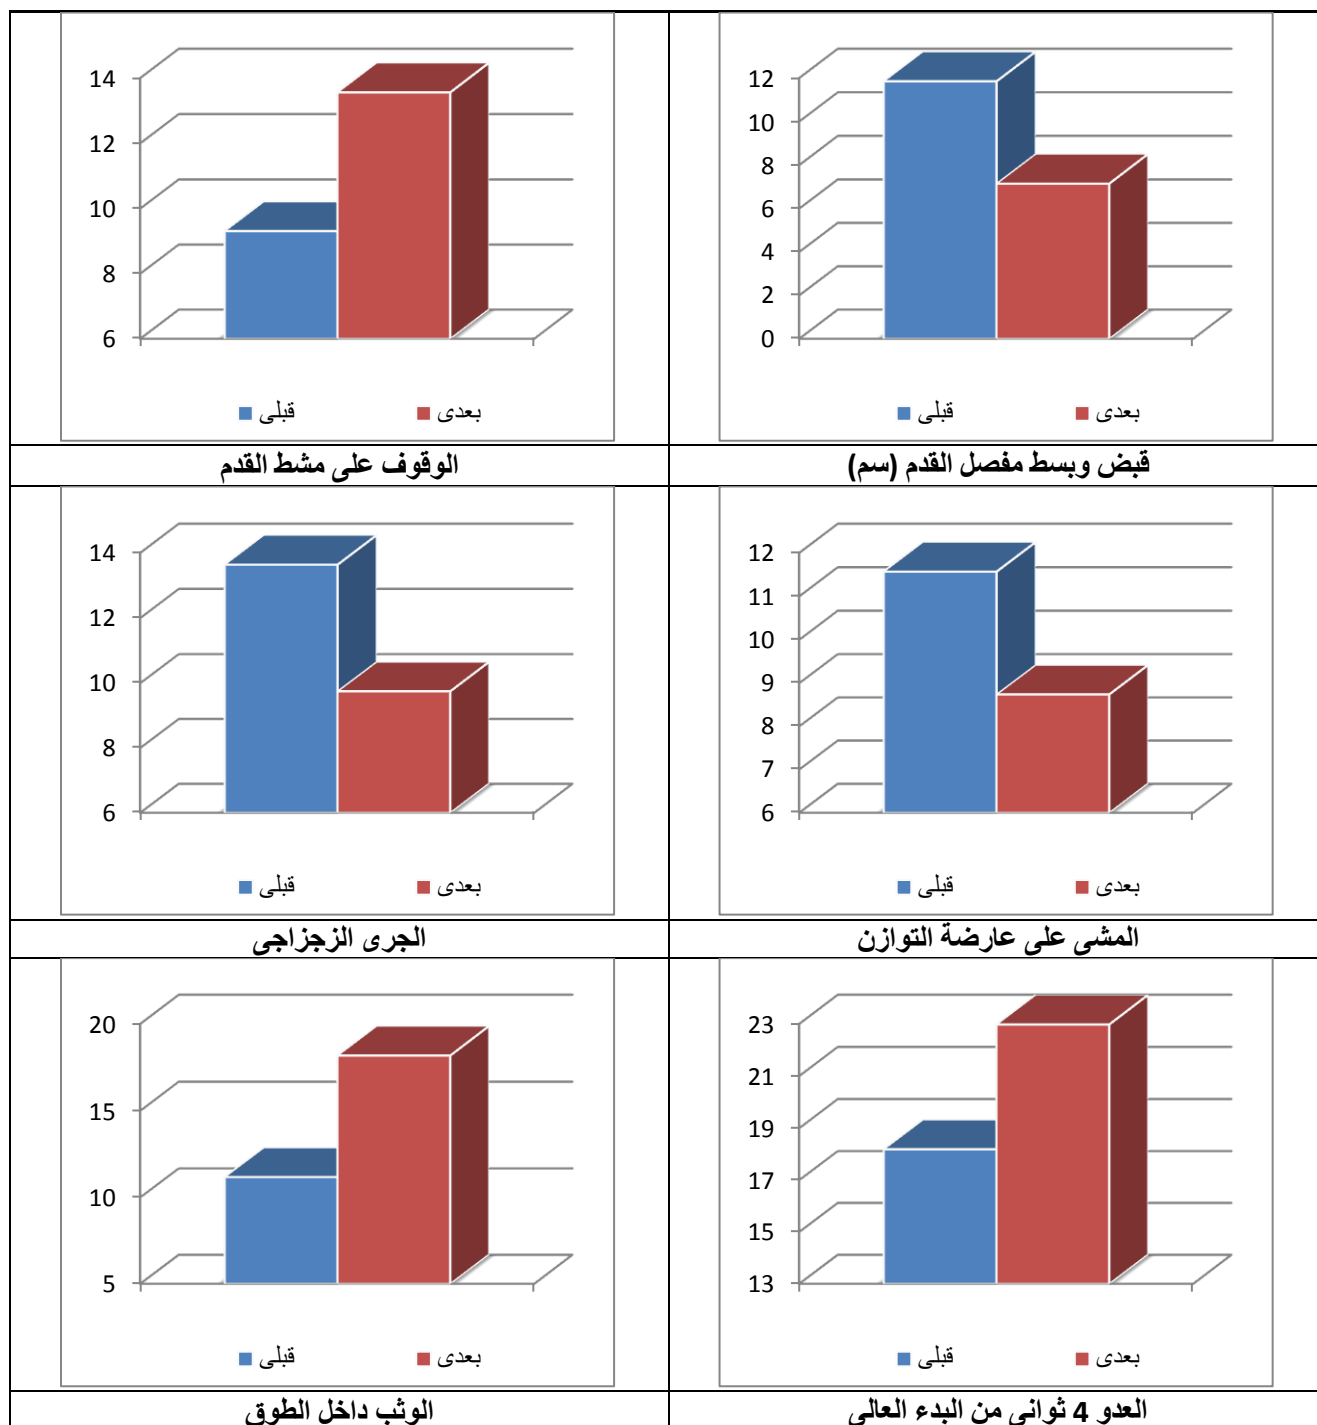 12
10
8
6
4
2
0
قبلى بعدى
قبض وبسط مفصل القدم (سم)
14
12
10
8
6
قبلى بعدى
الوقوف على مشط القدم
12
11
10
9
8
7
6
قبلى بعدى
المشى على عارضة التوازن
14
12
10
8
6
قبلى بعدى
الجرى الزجزاجى
23
21
19
17
15
13
قبلى بعدى
العدو 4 ثوانى من البدء العالى
20
15
10
5
قبلى بعدى
الوثب داخل الطوق